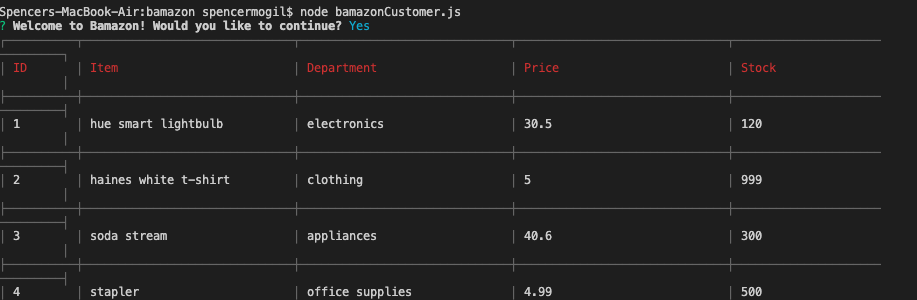 Spencers-MacBook-Air:bamazon spencermogil$ node bamazonCustomer.js
? Welcome to Bamazon! Would you like to continue? Yes
ID Item Department Price Stock
1 hue smart lightbulb electronics 30.5 120
2 haines white t-shirt clothing 5 999
3 soda stream appliances 40.6 300
4 stapler office supplies 4.99 500